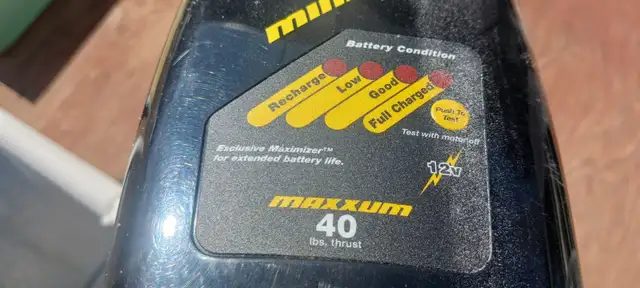 Battery Condition
Recharge
Low
Good
Full Charged
Push To
Test
Test with motor off
Exclusive Maximizer™
for extended battery life.
12v
MAXXUM
40
lbs. thrust